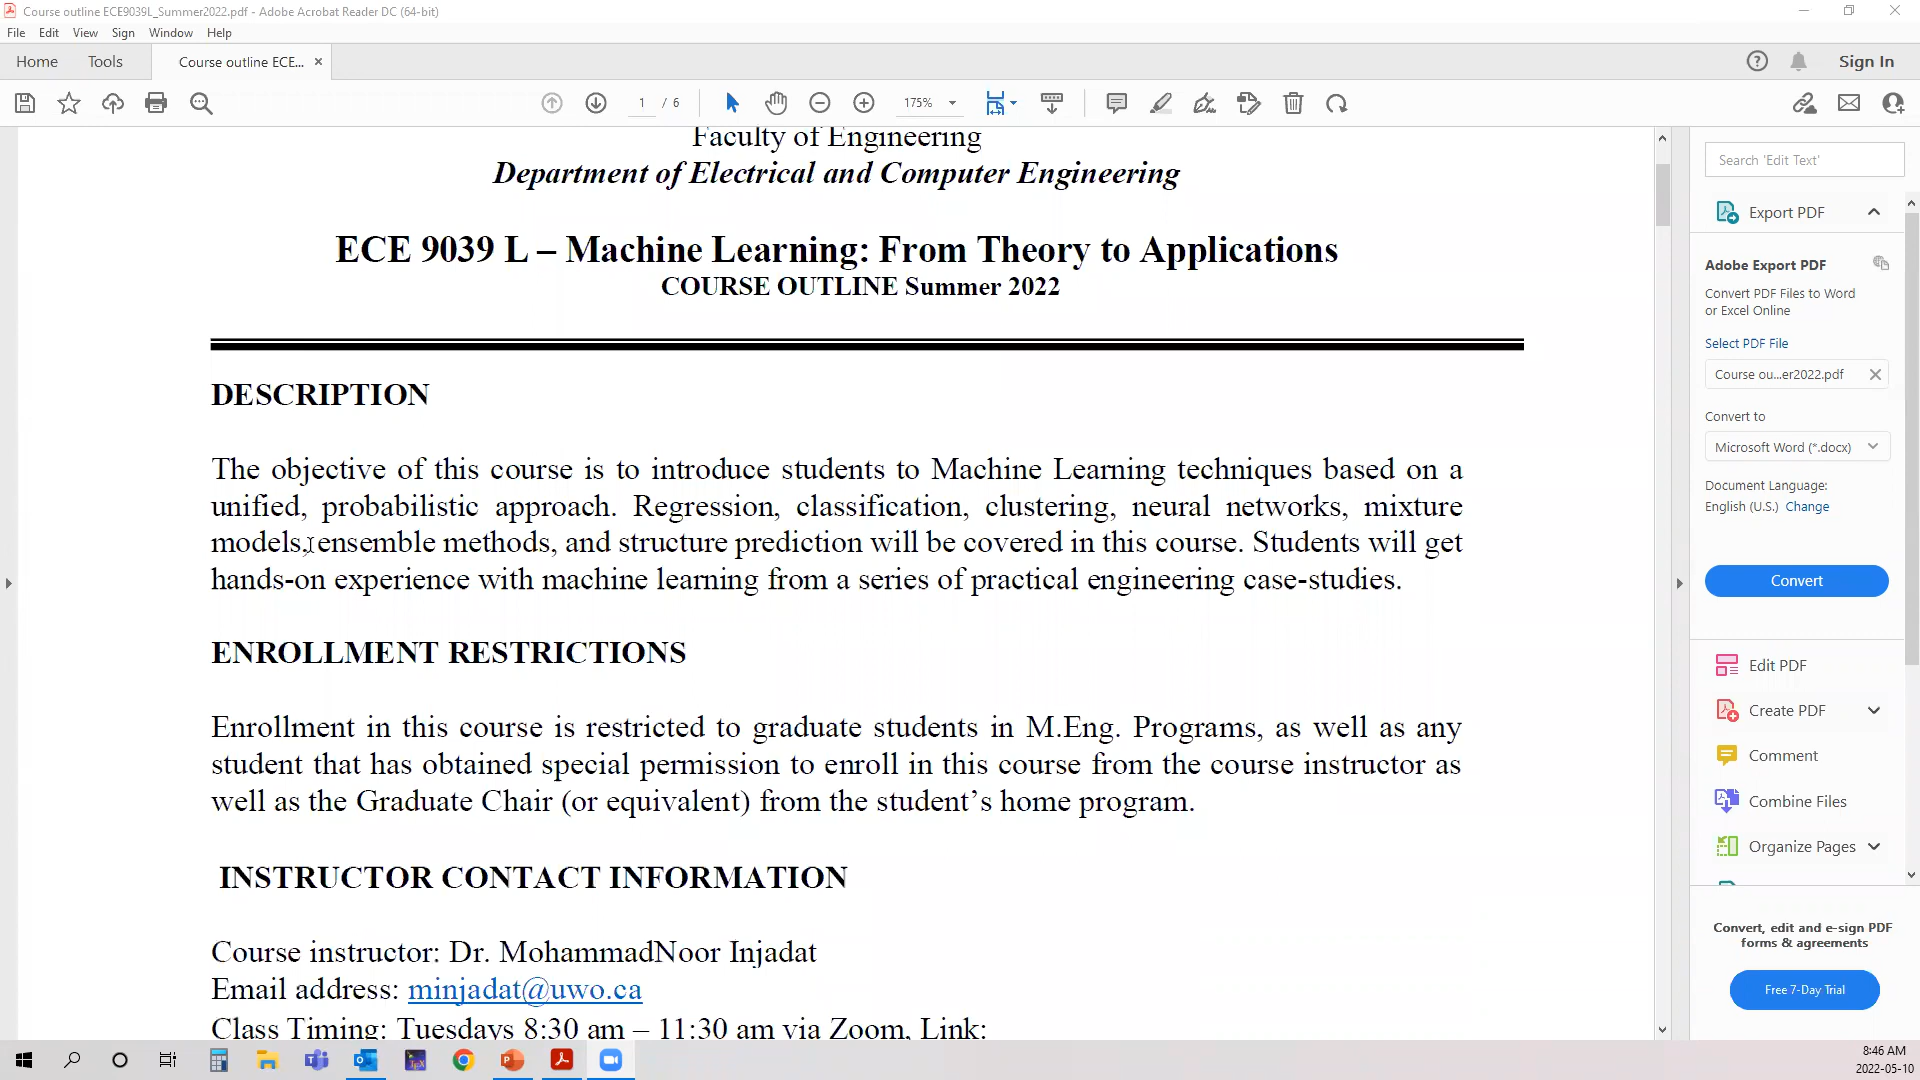 Course outline ECE9039L_Summer2022.pdf - Adobe Acrobat Reader DC (64-bit)
File Edit View Sign Window Help
Home Tools Course outline ECE... × Sign In
1 / 6 175%
Faculty of Engineering
Department of Electrical and Computer Engineering
ECE 9039 L – Machine Learning: From Theory to Applications
COURSE OUTLINE Summer 2022
DESCRIPTION
The objective of this course is to introduce students to Machine Learning techniques based on a
unified, probabilistic approach. Regression, classification, clustering, neural networks, mixture
models, ensemble methods, and structure prediction will be covered in this course. Students will get
hands-on experience with machine learning from a series of practical engineering case-studies.
ENROLLMENT RESTRICTIONS
Enrollment in this course is restricted to graduate students in M.Eng. Programs, as well as any
student that has obtained special permission to enroll in this course from the course instructor as
well as the Graduate Chair (or equivalent) from the student’s home program.
INSTRUCTOR CONTACT INFORMATION
Course instructor: Dr. MohammadNoor Injadat
Email address: minjadat@uwo.ca
Class Timing: Tuesdays 8:30 am – 11:30 am via Zoom, Link:
Search 'Edit Text'
Export PDF
Adobe Export PDF
Convert PDF Files to Word
or Excel Online
Select PDF File
Course ou...er2022.pdf
Convert to
Microsoft Word (*.docx)
Document Language:
English (U.S.) Change
Convert
Edit PDF
Create PDF
Comment
Combine Files
Organize Pages
Convert, edit and e-sign PDF
forms & agreements
Free 7-Day Trial
8:46 AM
2022-05-10